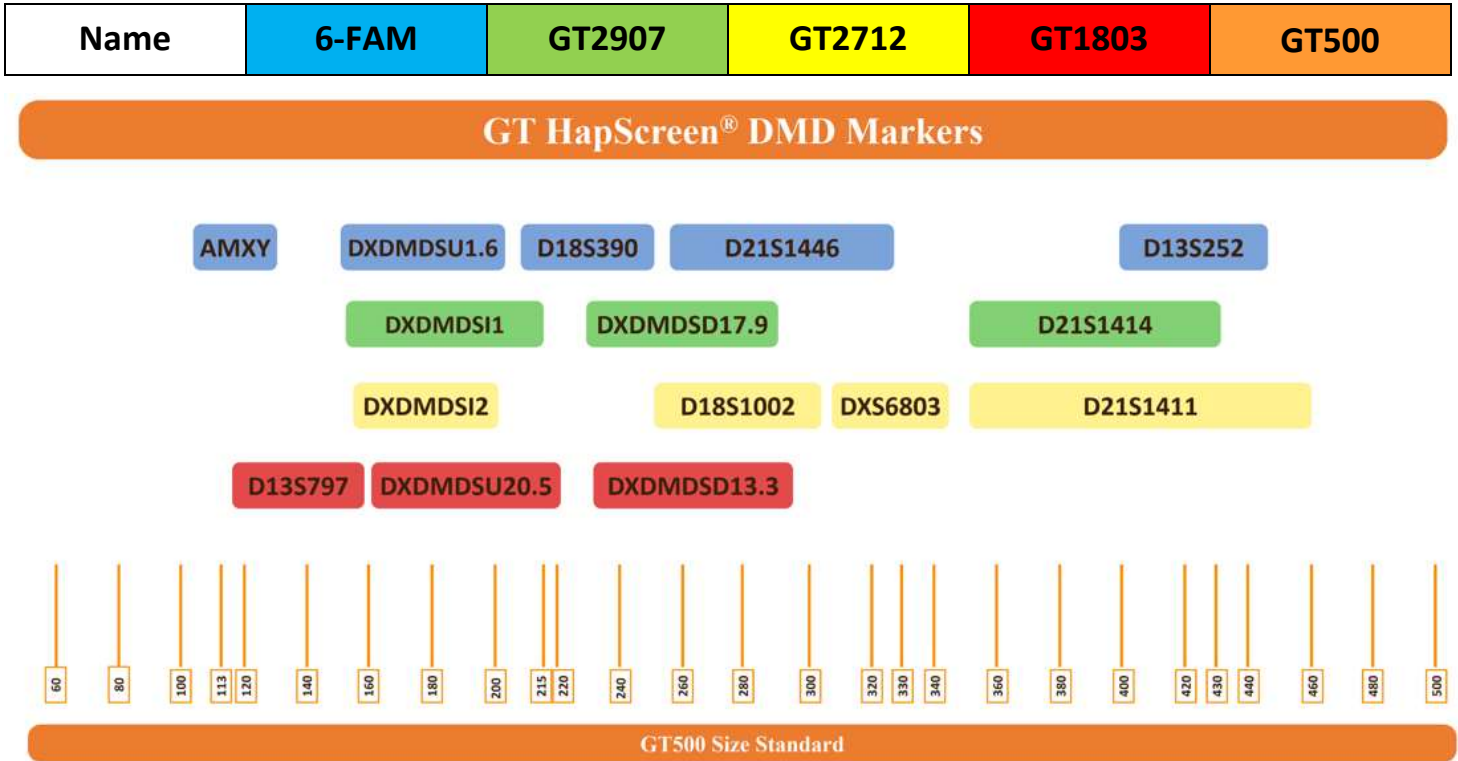 Name 6-FAM GT2907 GT2712 GT1803 GT500
GT HapScreen® DMD Markers
AMXY DXDMDSU1.6 D18S390 D21S1446 D13S252
DXDMDSI1 DXDMDSD17.9 D21S1414
DXDMDSI2 D18S1002 DXS6803 D21S1411
D13S797 DXDMDSU20.5 DXDMDSD13.3
60 80 100 113 120 140 160 180 200 215 220 240 260 280 300 320 330 340 360 380 400 420 430 440 460 480 500
GT500 Size Standard